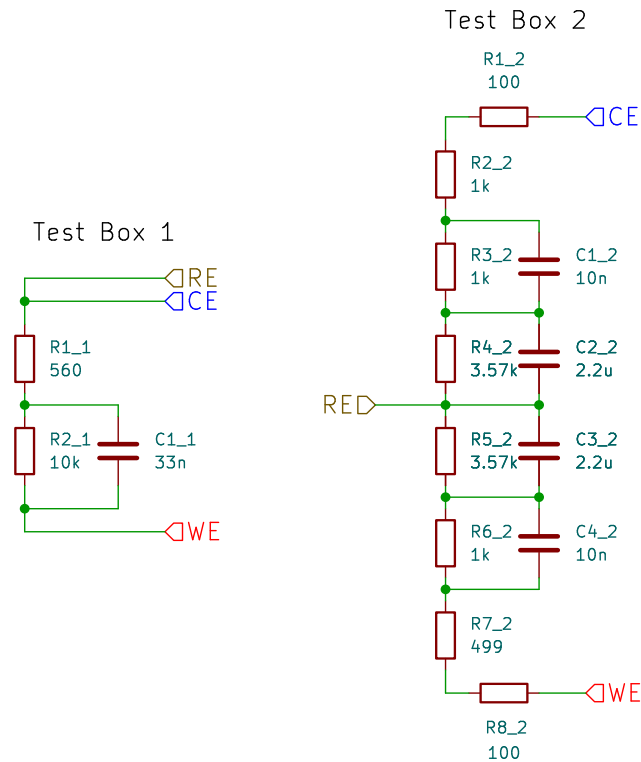 Test Box 2
R1_2
100
CE
R2_2
1k
Test Box 1
R3_2
1k
C1_2
10n
RE
CE
R1_1
560
R4_2
3.57k
C2_2
2.2u
RE
R2_1
10k
C1_1
33n
R5_2
3.57k
C3_2
2.2u
WE
R6_2
1k
C4_2
10n
R7_2
499
WE
R8_2
100